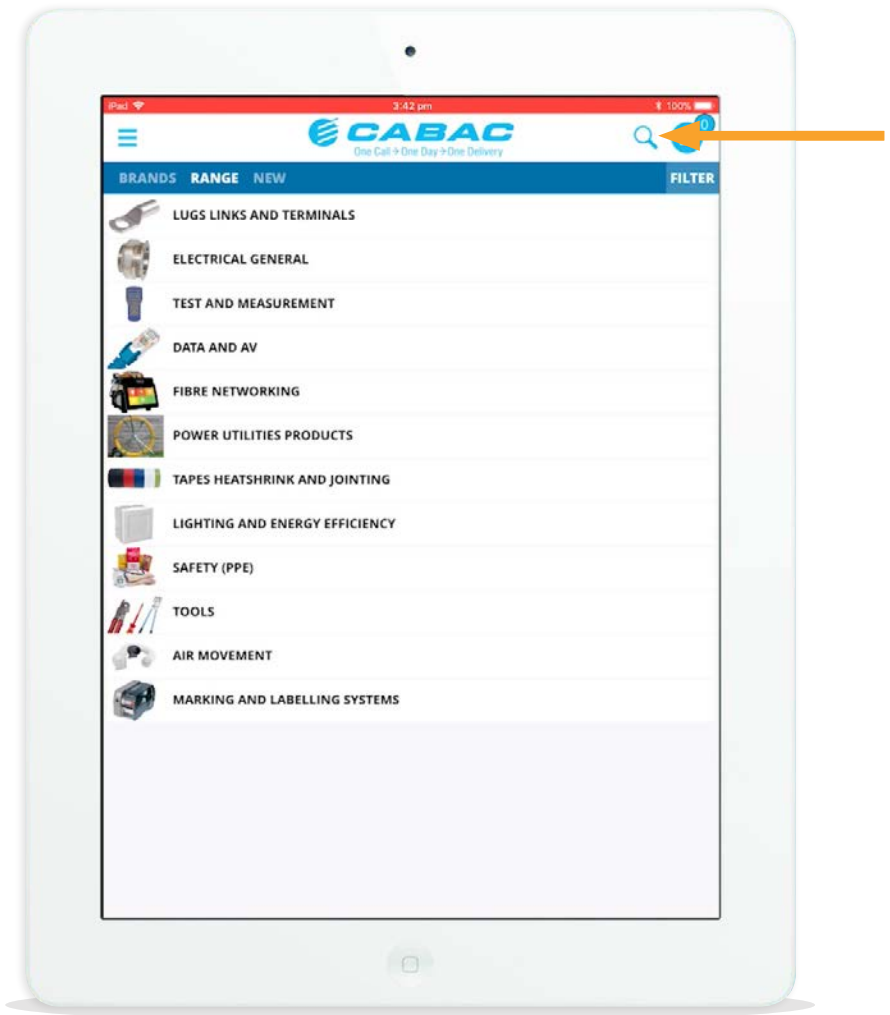 iPad
3:42 pm
100%
CABAC
One Call → One Day → One Delivery
0
BRANDS RANGE NEW FILTER
LUGS LINKS AND TERMINALS
ELECTRICAL GENERAL
TEST AND MEASUREMENT
DATA AND AV
FIBRE NETWORKING
POWER UTILITIES PRODUCTS
TAPES HEATSHRINK AND JOINTING
LIGHTING AND ENERGY EFFICIENCY
SAFETY (PPE)
TOOLS
AIR MOVEMENT
MARKING AND LABELLING SYSTEMS